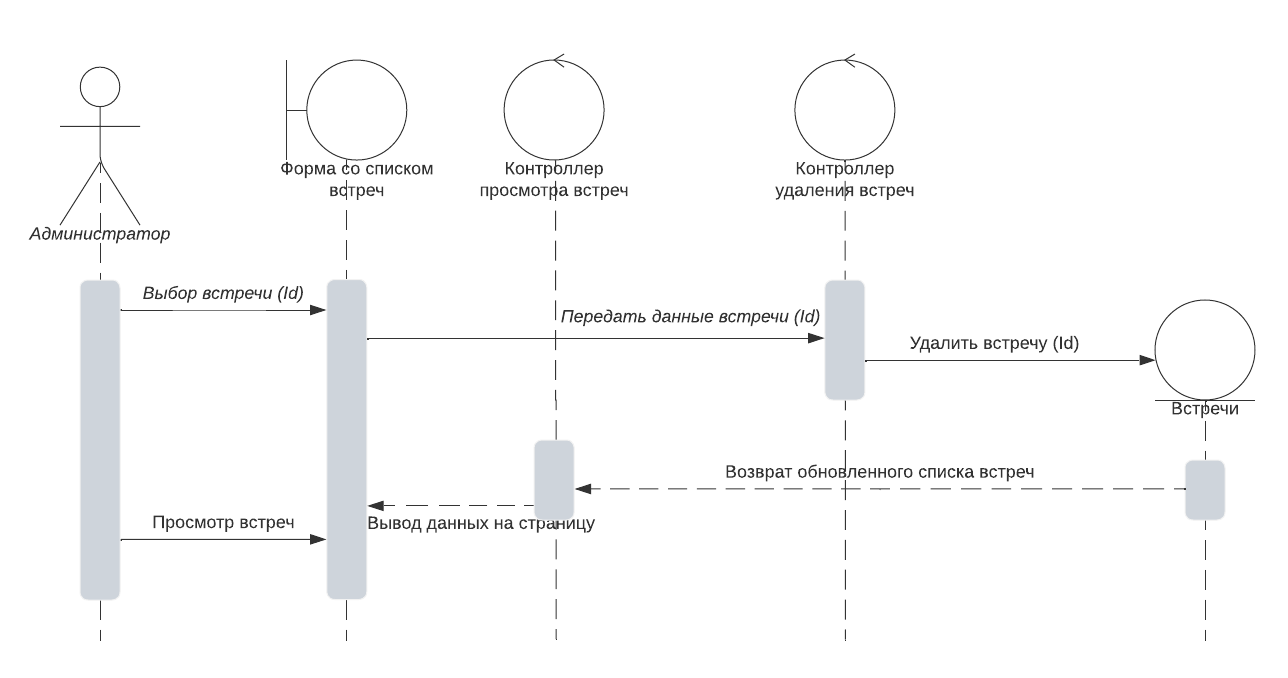 Форма со списком
встреч
Контроллер
просмотра встреч
Контроллер
удаления встреч
Администратор
Выбор встречи (Id)
Передать данные встречи (Id)
Удалить встречу (Id)
Встречи
Возврат обновленного списка встреч
Просмотр встреч
Вывод данных на страницу